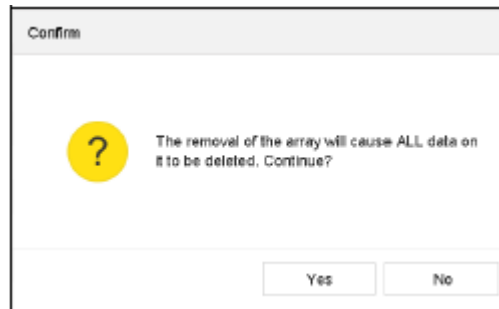 Confirm
?
The removal of the array will cause ALL data on
it to be deleted. Continue?
Yes
No